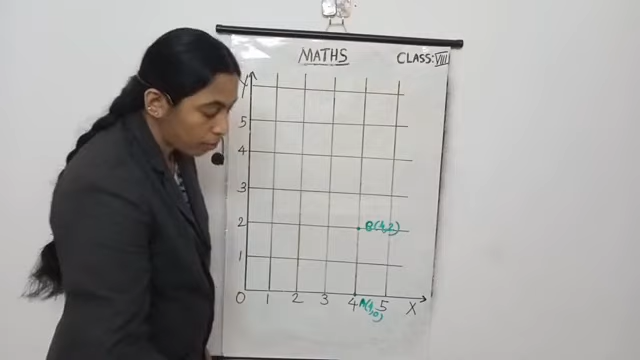 MATHS
CLASS: VIII
Y
5
4
3
2
B(4,2)
1
0 1 2 3 4 A(4,0) 5 X